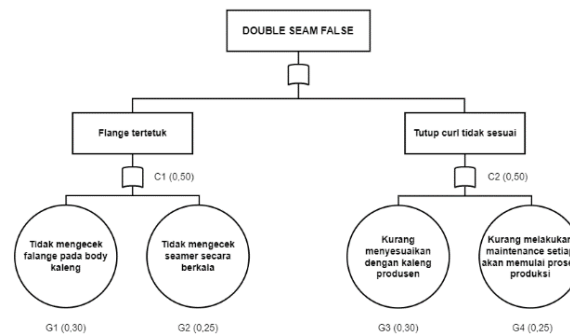 DOUBLE SEAM FALSE
Flange tertetuk
Tutup curl tidak sesuai
C1 (0,50)
C2 (0,50)
Tidak mengecek
falange pada body
kaleng
Tidak mengecek
seamer secara
berkala
Kurang
menyesuaikan
dengan kaleng
produsen
Kurang melakukan
maintenance setiap
akan memulai proses
produksi
G1 (0,30)
G2 (0,25)
G3 (0,30)
G4 (0,25)